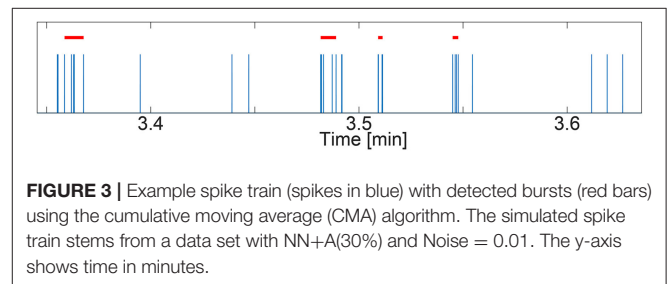 3.4 3.5 3.6
Time [min]
FIGURE 3 | Example spike train (spikes in blue) with detected bursts (red bars)
using the cumulative moving average (CMA) algorithm. The simulated spike
train stems from a data set with NN+A(30%) and Noise = 0.01. The y-axis
shows time in minutes.